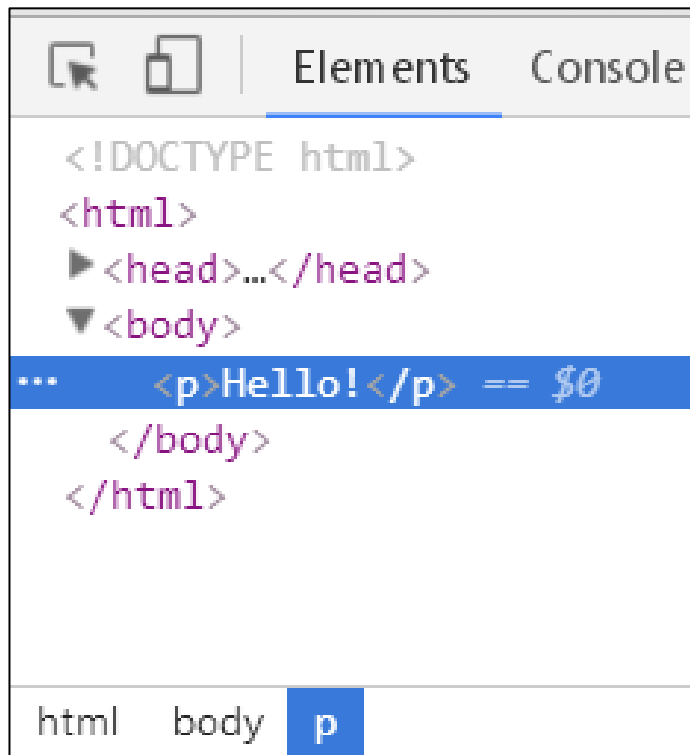 Elements Console
<!DOCTYPE html>
<html>
▶<head>…</head>
▼<body>
··· <p>Hello!</p> == $0
</body>
</html>
html body p